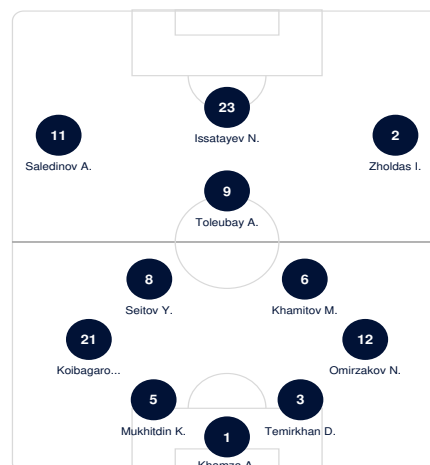 23
Issatayev N.
11
Saledinov A.
2
Zholdas I.
9
Toleubay A.
8
Seitov Y.
6
Khamitov M.
21
Koibagaro...
12
Omirzakov N.
5
Mukhitdin K.
3
Temirkhan D.
1
Khamza A.